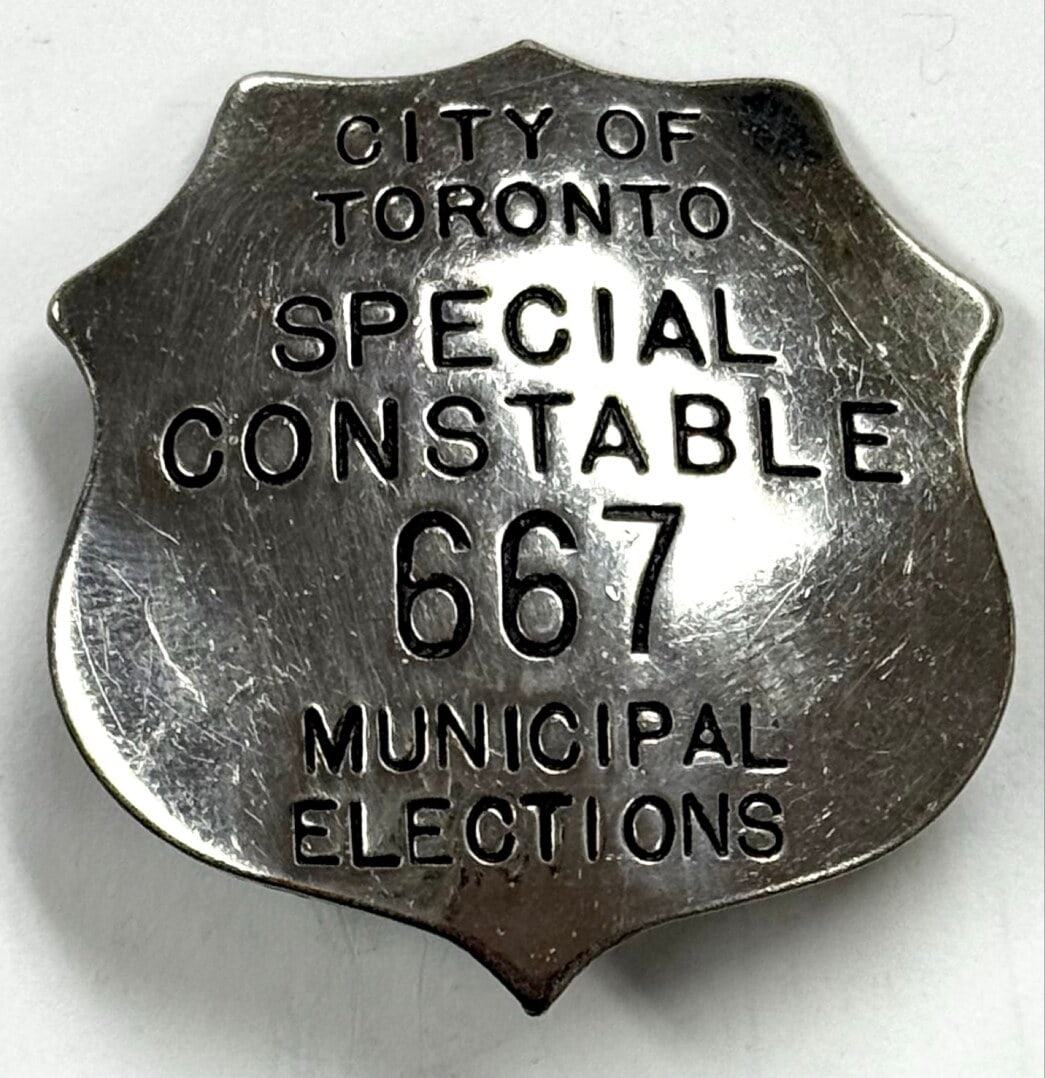 CITY OF
TORONTO
SPECIAL
CONSTABLE
667
MUNICIPAL
ELECTIONS